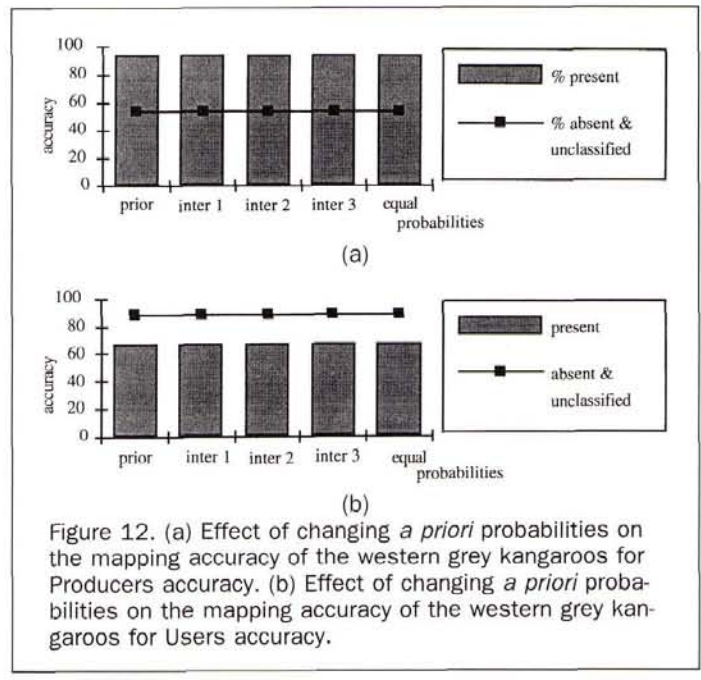 100
80
60
40
20
0
accuracy
prior inter 1 inter 2 inter 3 equal
probabilities
% present
% absent &
unclassified
(a)
100
80
60
40
20
0
accuracy
prior inter 1 inter 2 inter 3 equal
probabilities
present
absent &
unclassified
(b)
Figure 12. (a) Effect of changing a priori probabilities on
the mapping accuracy of the western grey kangaroos for
Producers accuracy. (b) Effect of changing a priori proba-
bilities on the mapping accuracy of the western grey kan-
garoos for Users accuracy.